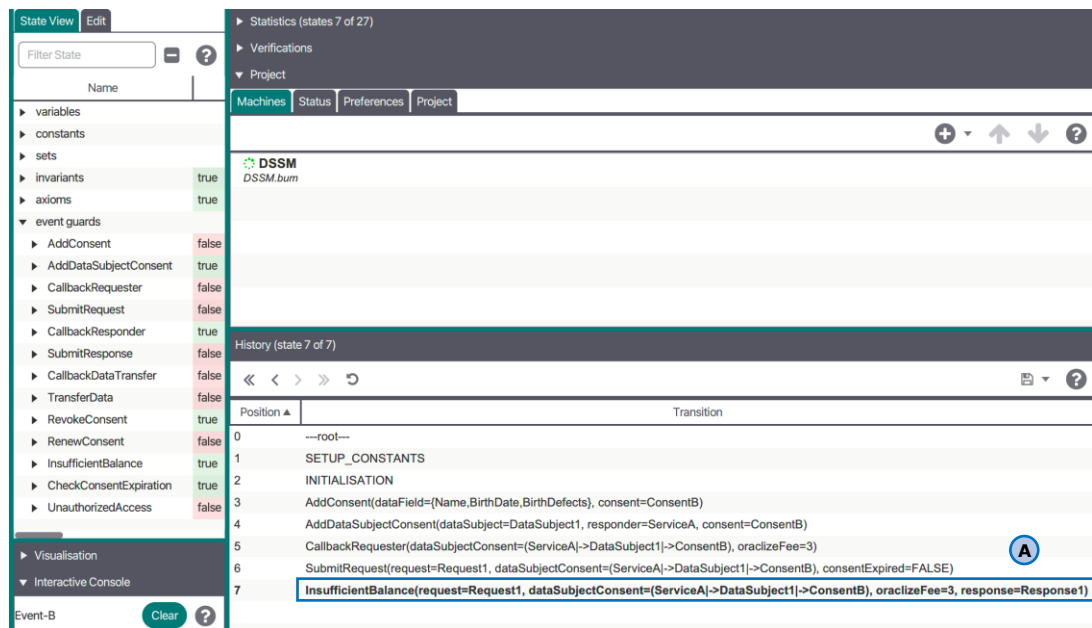 State View Edit
Filter State
Name
variables
constants
sets
invariants true
axioms true
event guards
AddConsent false
AddDataSubjectConsent true
CallbackRequester false
SubmitRequest false
CallbackResponder true
SubmitResponse false
CallbackDataTransfer false
TransferData false
RevokeConsent true
RenewConsent false
InsufficientBalance true
CheckConsentExpiration true
UnauthorizedAccess false
Visualisation
Interactive Console
Event-B Clear ?
Statistics (states 7 of 27)
Verifications
Project
Machines Status Preferences Project
DSSM
DSSM.bum
History (state 7 of 7)
Position Transition
0 ---root---
1 SETUP_CONSTANTS
2 INITIALISATION
3 AddConsent(dataField={Name,BirthDate,BirthDefects}, consent=ConsentB)
4 AddDataSubjectConsent(dataSubject=DataSubject1, responder=ServiceA, consent=ConsentB)
5 CallbackRequester(dataSubjectConsent=(ServiceA|->DataSubject1|->ConsentB), oraclizeFee=3)
A
6 SubmitRequest(request=Request1, dataSubjectConsent=(ServiceA|->DataSubject1|->ConsentB), consentExpired=FALSE)
7 InsufficientBalance(request=Request1, dataSubjectConsent=(ServiceA|->DataSubject1|->ConsentB), oraclizeFee=3, response=Response1)